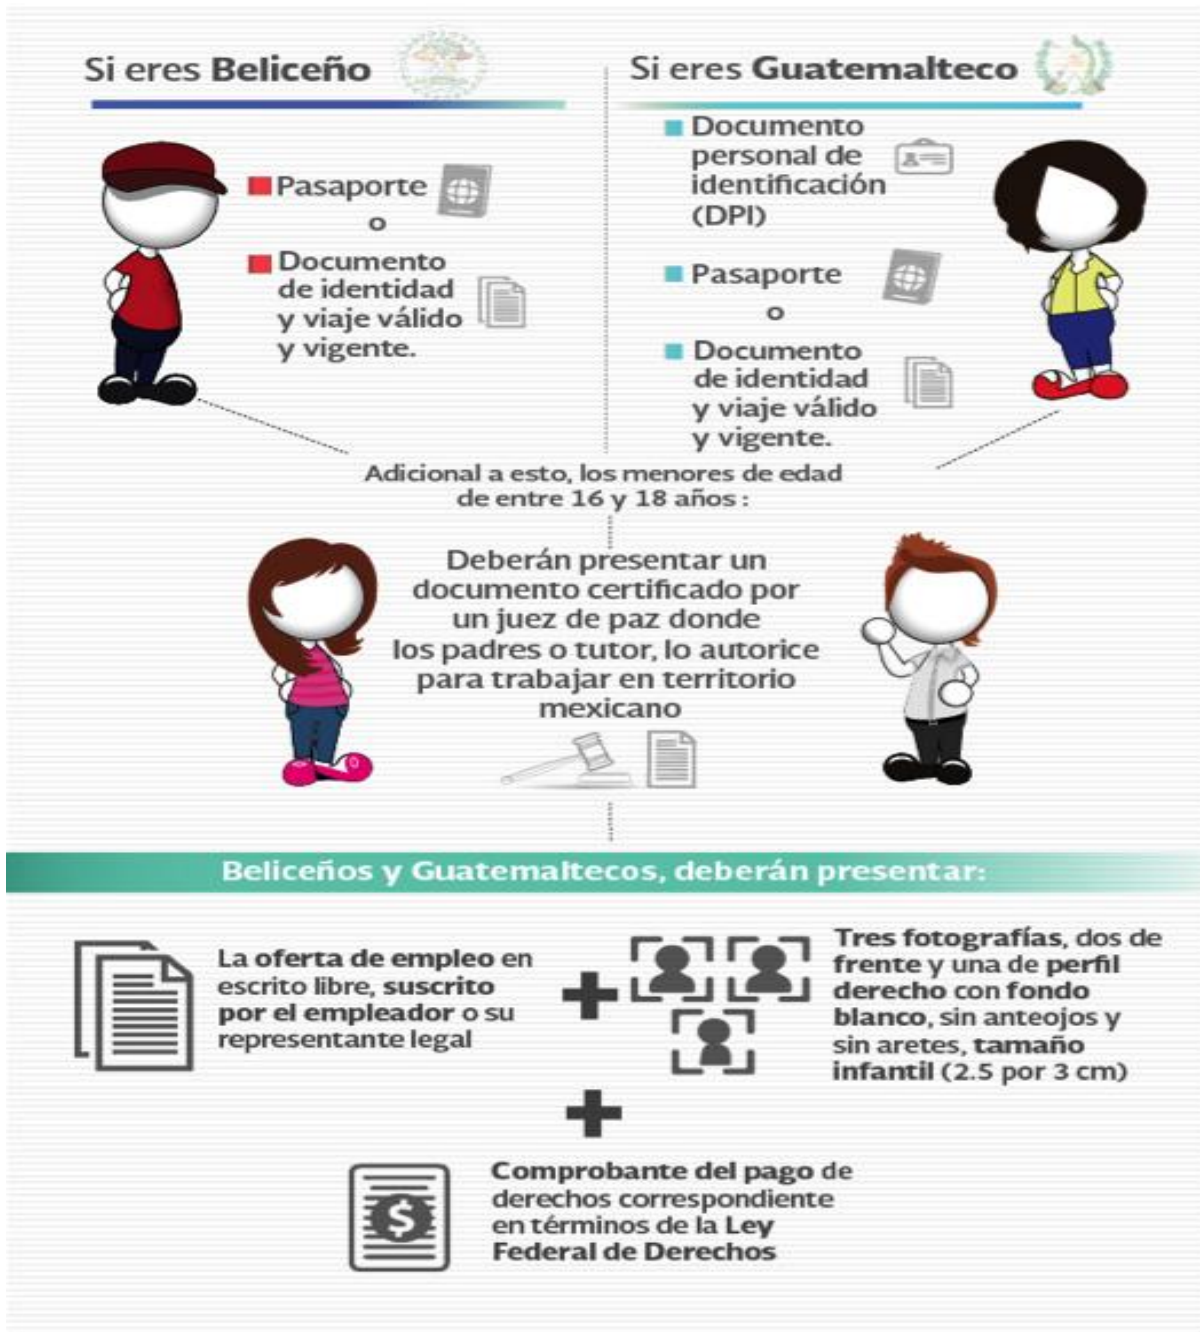 Si eres Beliceño
Pasaporte
o
Documento
de identidad
y viaje válido
y vigente.
Si eres Guatemalteco
Documento
personal de
identificación
(DPI)
Pasaporte
o
Documento
de identidad
y viaje válido
y vigente.
Adicional a esto, los menores de edad
de entre 16 y 18 años :
Deberán presentar un
documento certificado por
un juez de paz donde
los padres o tutor, lo autorice
para trabajar en territorio
mexicano
Beliceños y Guatemaltecos, deberán presentar:
La oferta de empleo en
escrito libre, suscrito
por el empleador o su
representante legal
Tres fotografías, dos de
frente y una de perfil
derecho con fondo
blanco, sin anteojos y
sin aretes, tamaño
infantil (2.5 por 3 cm)
$
Comprobante del pago de
derechos correspondiente
en términos de la Ley
Federal de Derechos